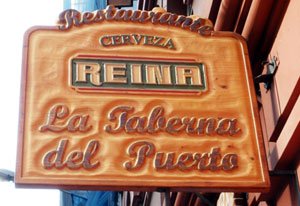 Restaurante
CERVEZA
REINA
La Taberna
del Puerto